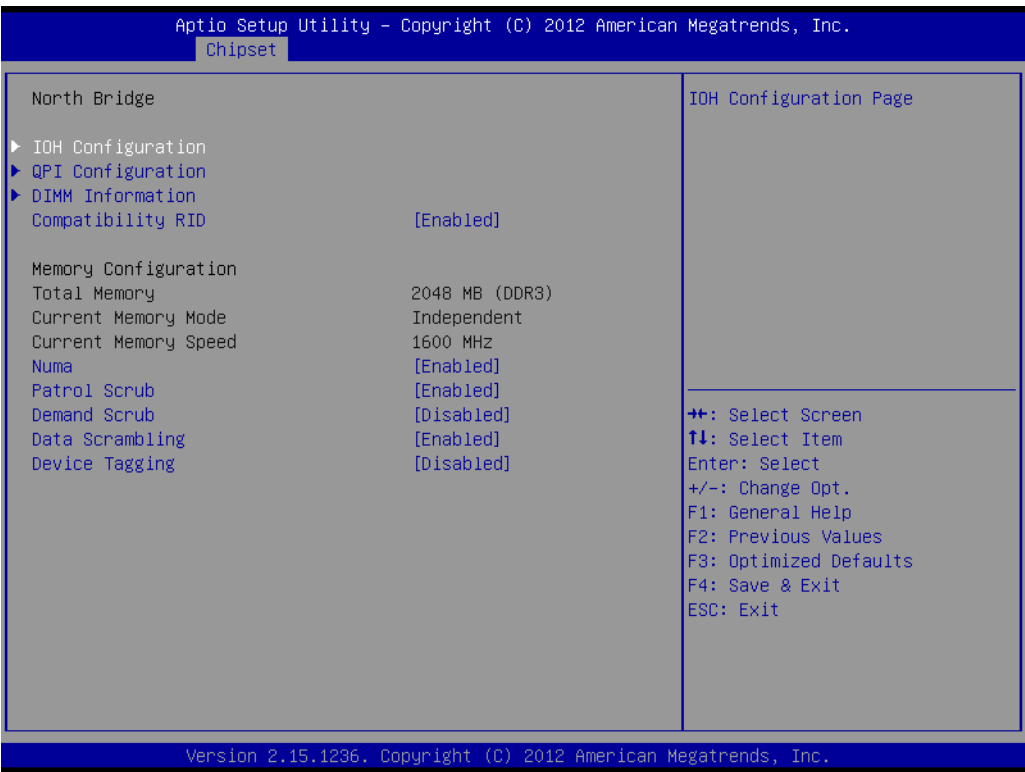 Aptio Setup Utility – Copyright (C) 2012 American Megatrends, Inc.
Chipset
North Bridge
IOH Configuration
QPI Configuration
DIMM Information
Compatibility RID [Enabled]
Memory Configuration
Total Memory 2048 MB (DDR3)
Current Memory Mode Independent
Current Memory Speed 1600 MHz
Numa [Enabled]
Patrol Scrub [Enabled]
Demand Scrub [Disabled]
Data Scrambling [Enabled]
Device Tagging [Disabled]
IOH Configuration Page
→←: Select Screen
↑↓: Select Item
Enter: Select
+/-: Change Opt.
F1: General Help
F2: Previous Values
F3: Optimized Defaults
F4: Save & Exit
ESC: Exit
Version 2.15.1236. Copyright (C) 2012 American Megatrends, Inc.